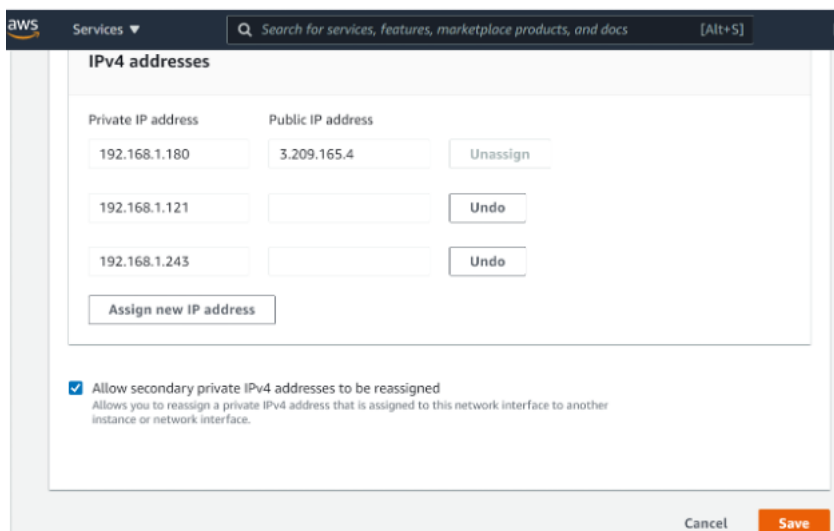 aws Services ▼ Search for services, features, marketplace products, and docs [Alt+S]
IPv4 addresses
Private IP address Public IP address
192.168.1.180 3.209.165.4 Unassign
192.168.1.121 Undo
192.168.1.243 Undo
Assign new IP address
Allow secondary private IPv4 addresses to be reassigned
Allows you to reassign a private IPv4 address that is assigned to this network interface to another
instance or network interface.
Cancel Save